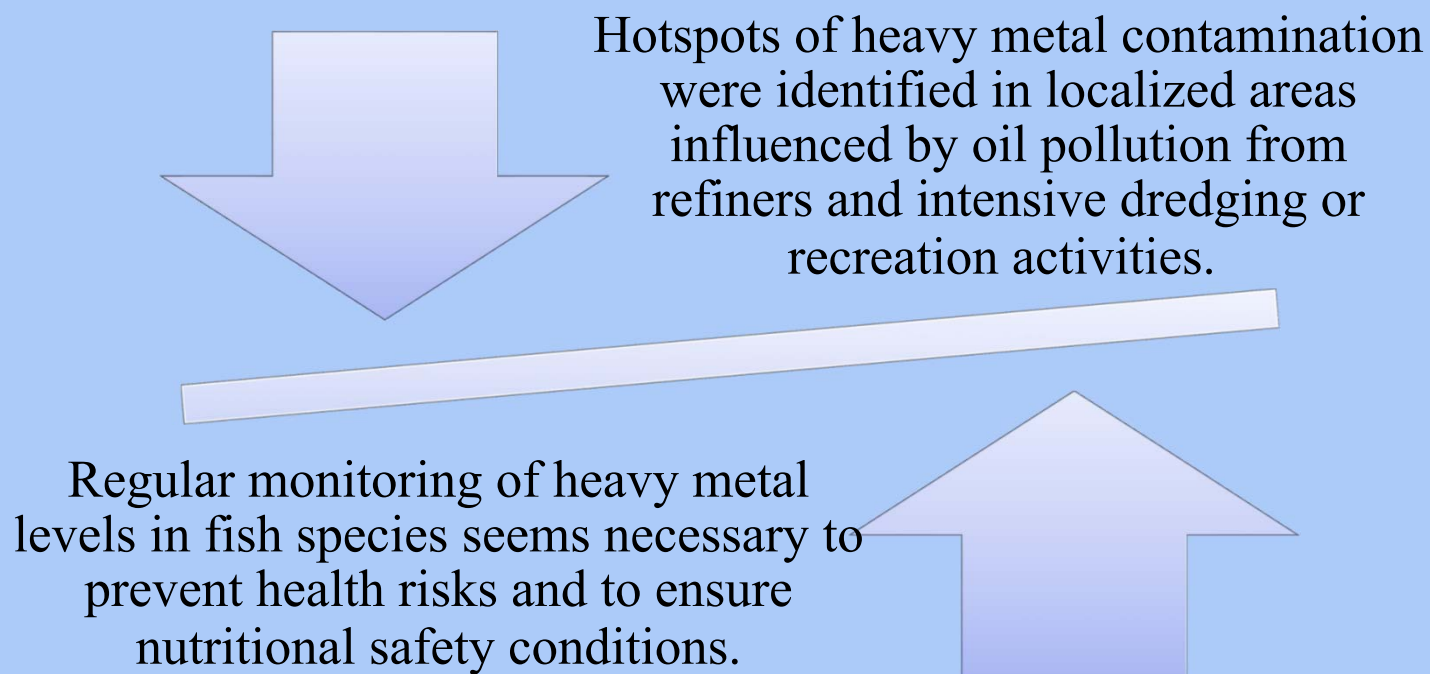 Hotspots of heavy metal contamination
were identified in localized areas
influenced by oil pollution from
refiners and intensive dredging or
recreation activities.
Regular monitoring of heavy metal
levels in fish species seems necessary to
prevent health risks and to ensure
nutritional safety conditions.